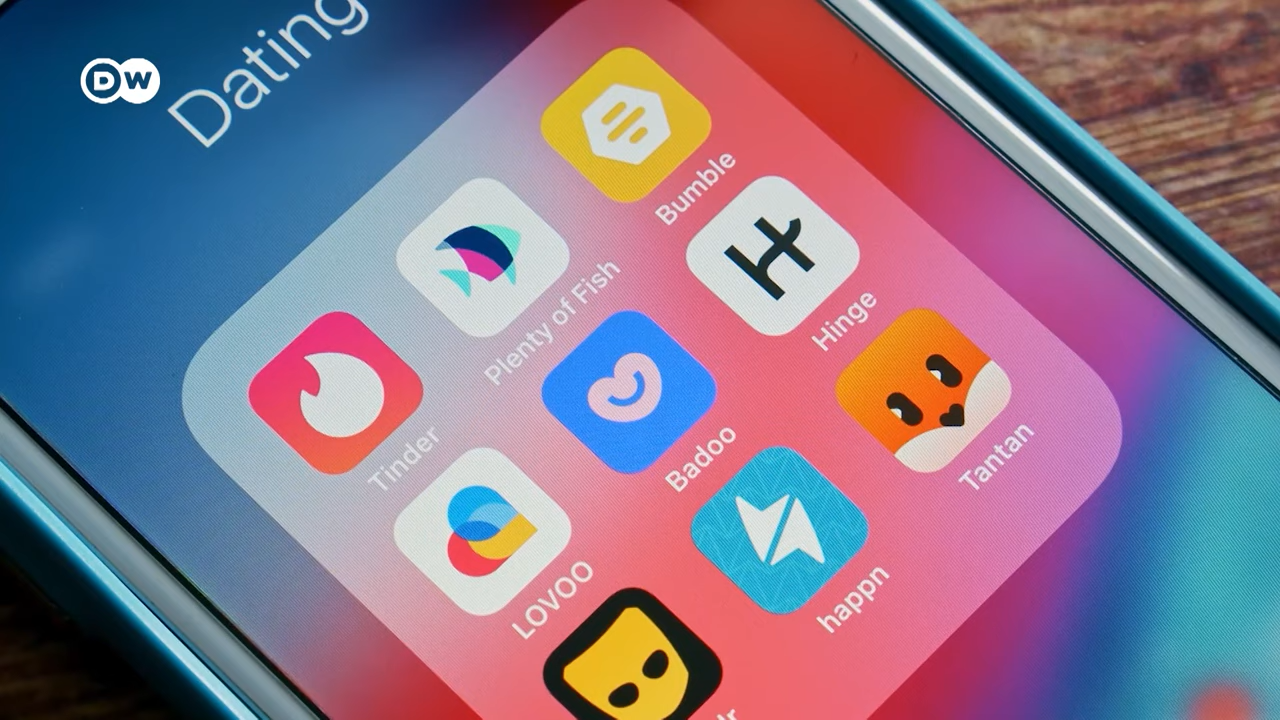 DW
Dating
Bumble
Plenty of Fish
Hinge
Tinder
Badoo
Tantan
LOVOO
happn